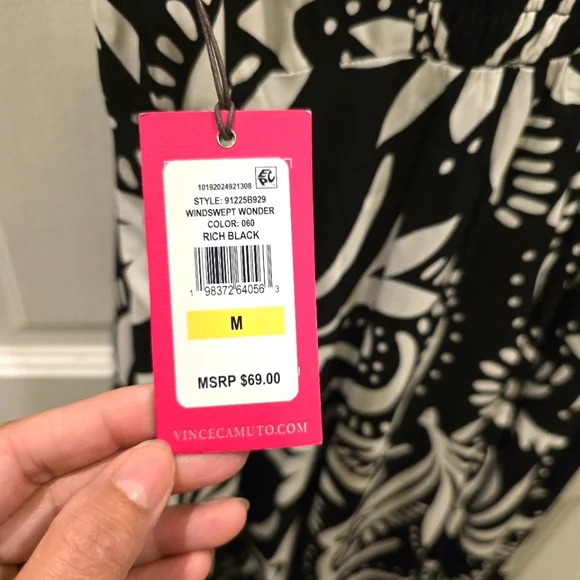 10192024921308
STYLE: 91225B929
WINDSWEPT WONDER
COLOR: 060
RICH BLACK
1 98372 64056 3
M
MSRP $69.00
VINCECAMUTO.COM